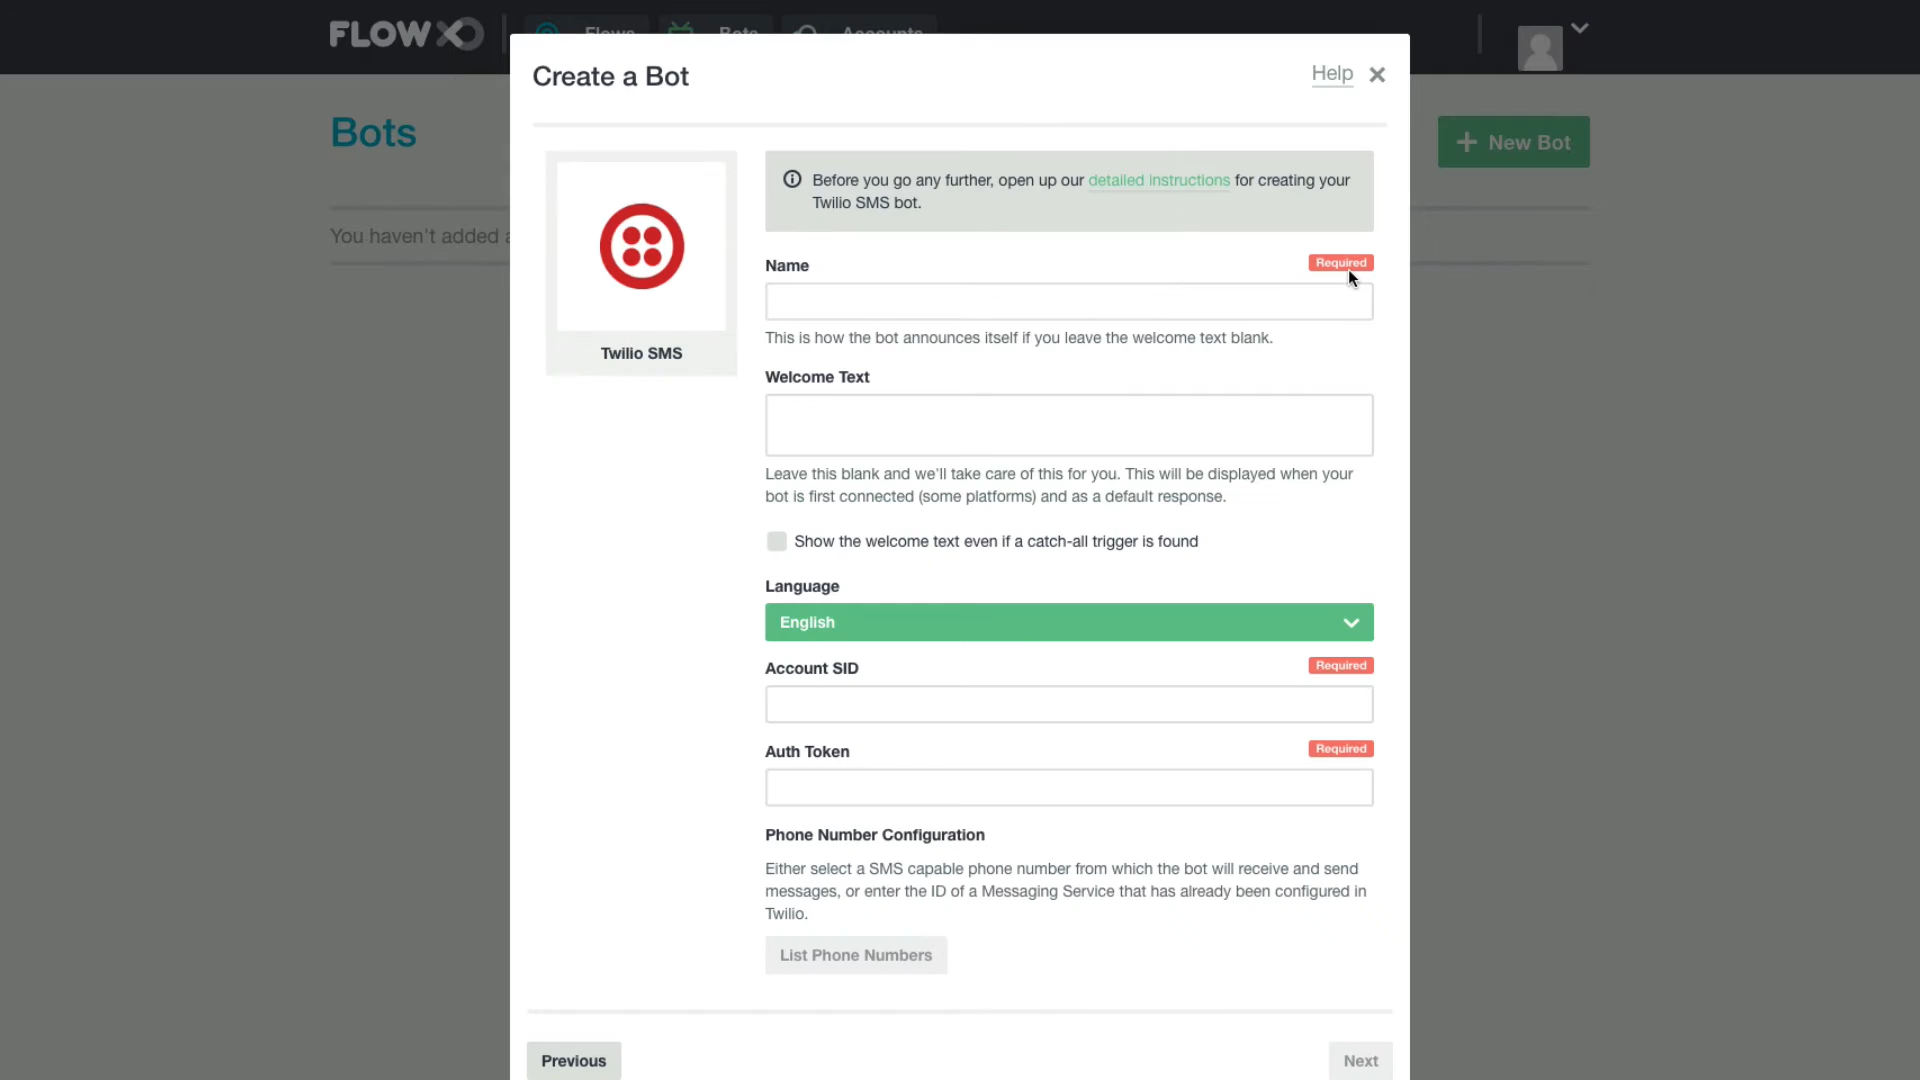 FLOW XO
Flows Bots Accounts
Create a Bot
Help
Bots
New Bot
Before you go any further, open up our detailed instructions for creating your
Twilio SMS bot.
You haven't added
Name
Required
This is how the bot announces itself if you leave the welcome text blank.
Twilio SMS
Welcome Text
Leave this blank and we'll take care of this for you. This will be displayed when your
bot is first connected (some platforms) and as a default response.
Show the welcome text even if a catch-all trigger is found
Language
English
Account SID
Required
Auth Token
Required
Phone Number Configuration
Either select a SMS capable phone number from which the bot will receive and send
messages, or enter the ID of a Messaging Service that has already been configured in
Twilio.
List Phone Numbers
Previous
Next